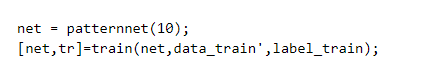 net = patternnet(10);
[net,tr]=train(net,data_train',label_train);